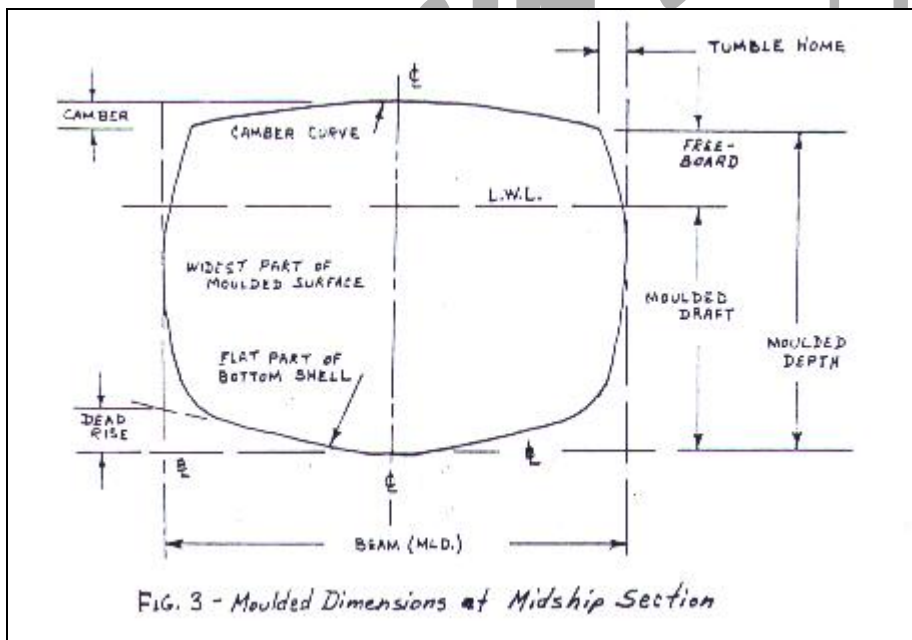 TUMBLE HOME
℄
CAMBER
CAMBER CURVE
FREE-
BOARD
L.W.L.
WIDEST PART OF
MOULDED SURFACE
MOULDED
DRAFT
MOULDED
DEPTH
FLAT PART OF
BOTTOM SHELL
DEAD
RISE
℄
BEAM (MLD.)
FIG. 3 - Moulded Dimensions at Midship Section